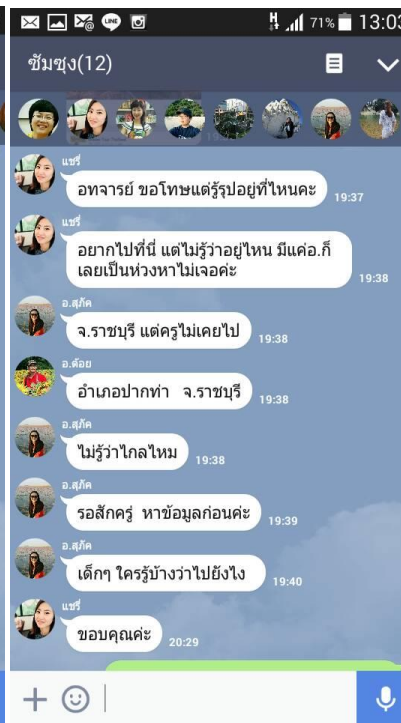 71% 13:03
ซัมซุง(12)
แชรี่
อทจารย์ ขอโทษแต่รู้รุปอยู่ที่ไหนคะ
19:37
แชรี่
อยากไปที่นี่ แต่ไม่รู้ว่าอยู่ไหน มีแค่อ.ก็
เลยเป็นห่วงหาไม่เจอค่ะ
19:38
อ.สุภัค
จ.ราชบุรี แต่ครูไม่เคยไป
19:38
อ.ต้อย
อำเภอปากท่า จ.ราชบุรี
19:38
อ.สุภัค
ไม่รู้ว่าไกลไหม
19:38
อ.สุภัค
รอสักครู่ หาข้อมูลก่อนค่ะ
19:39
อ.สุภัค
เด็กๆ ใครรู้บ้างว่าไปยังไง
19:40
แชรี่
ขอบคุณค่ะ
20:29